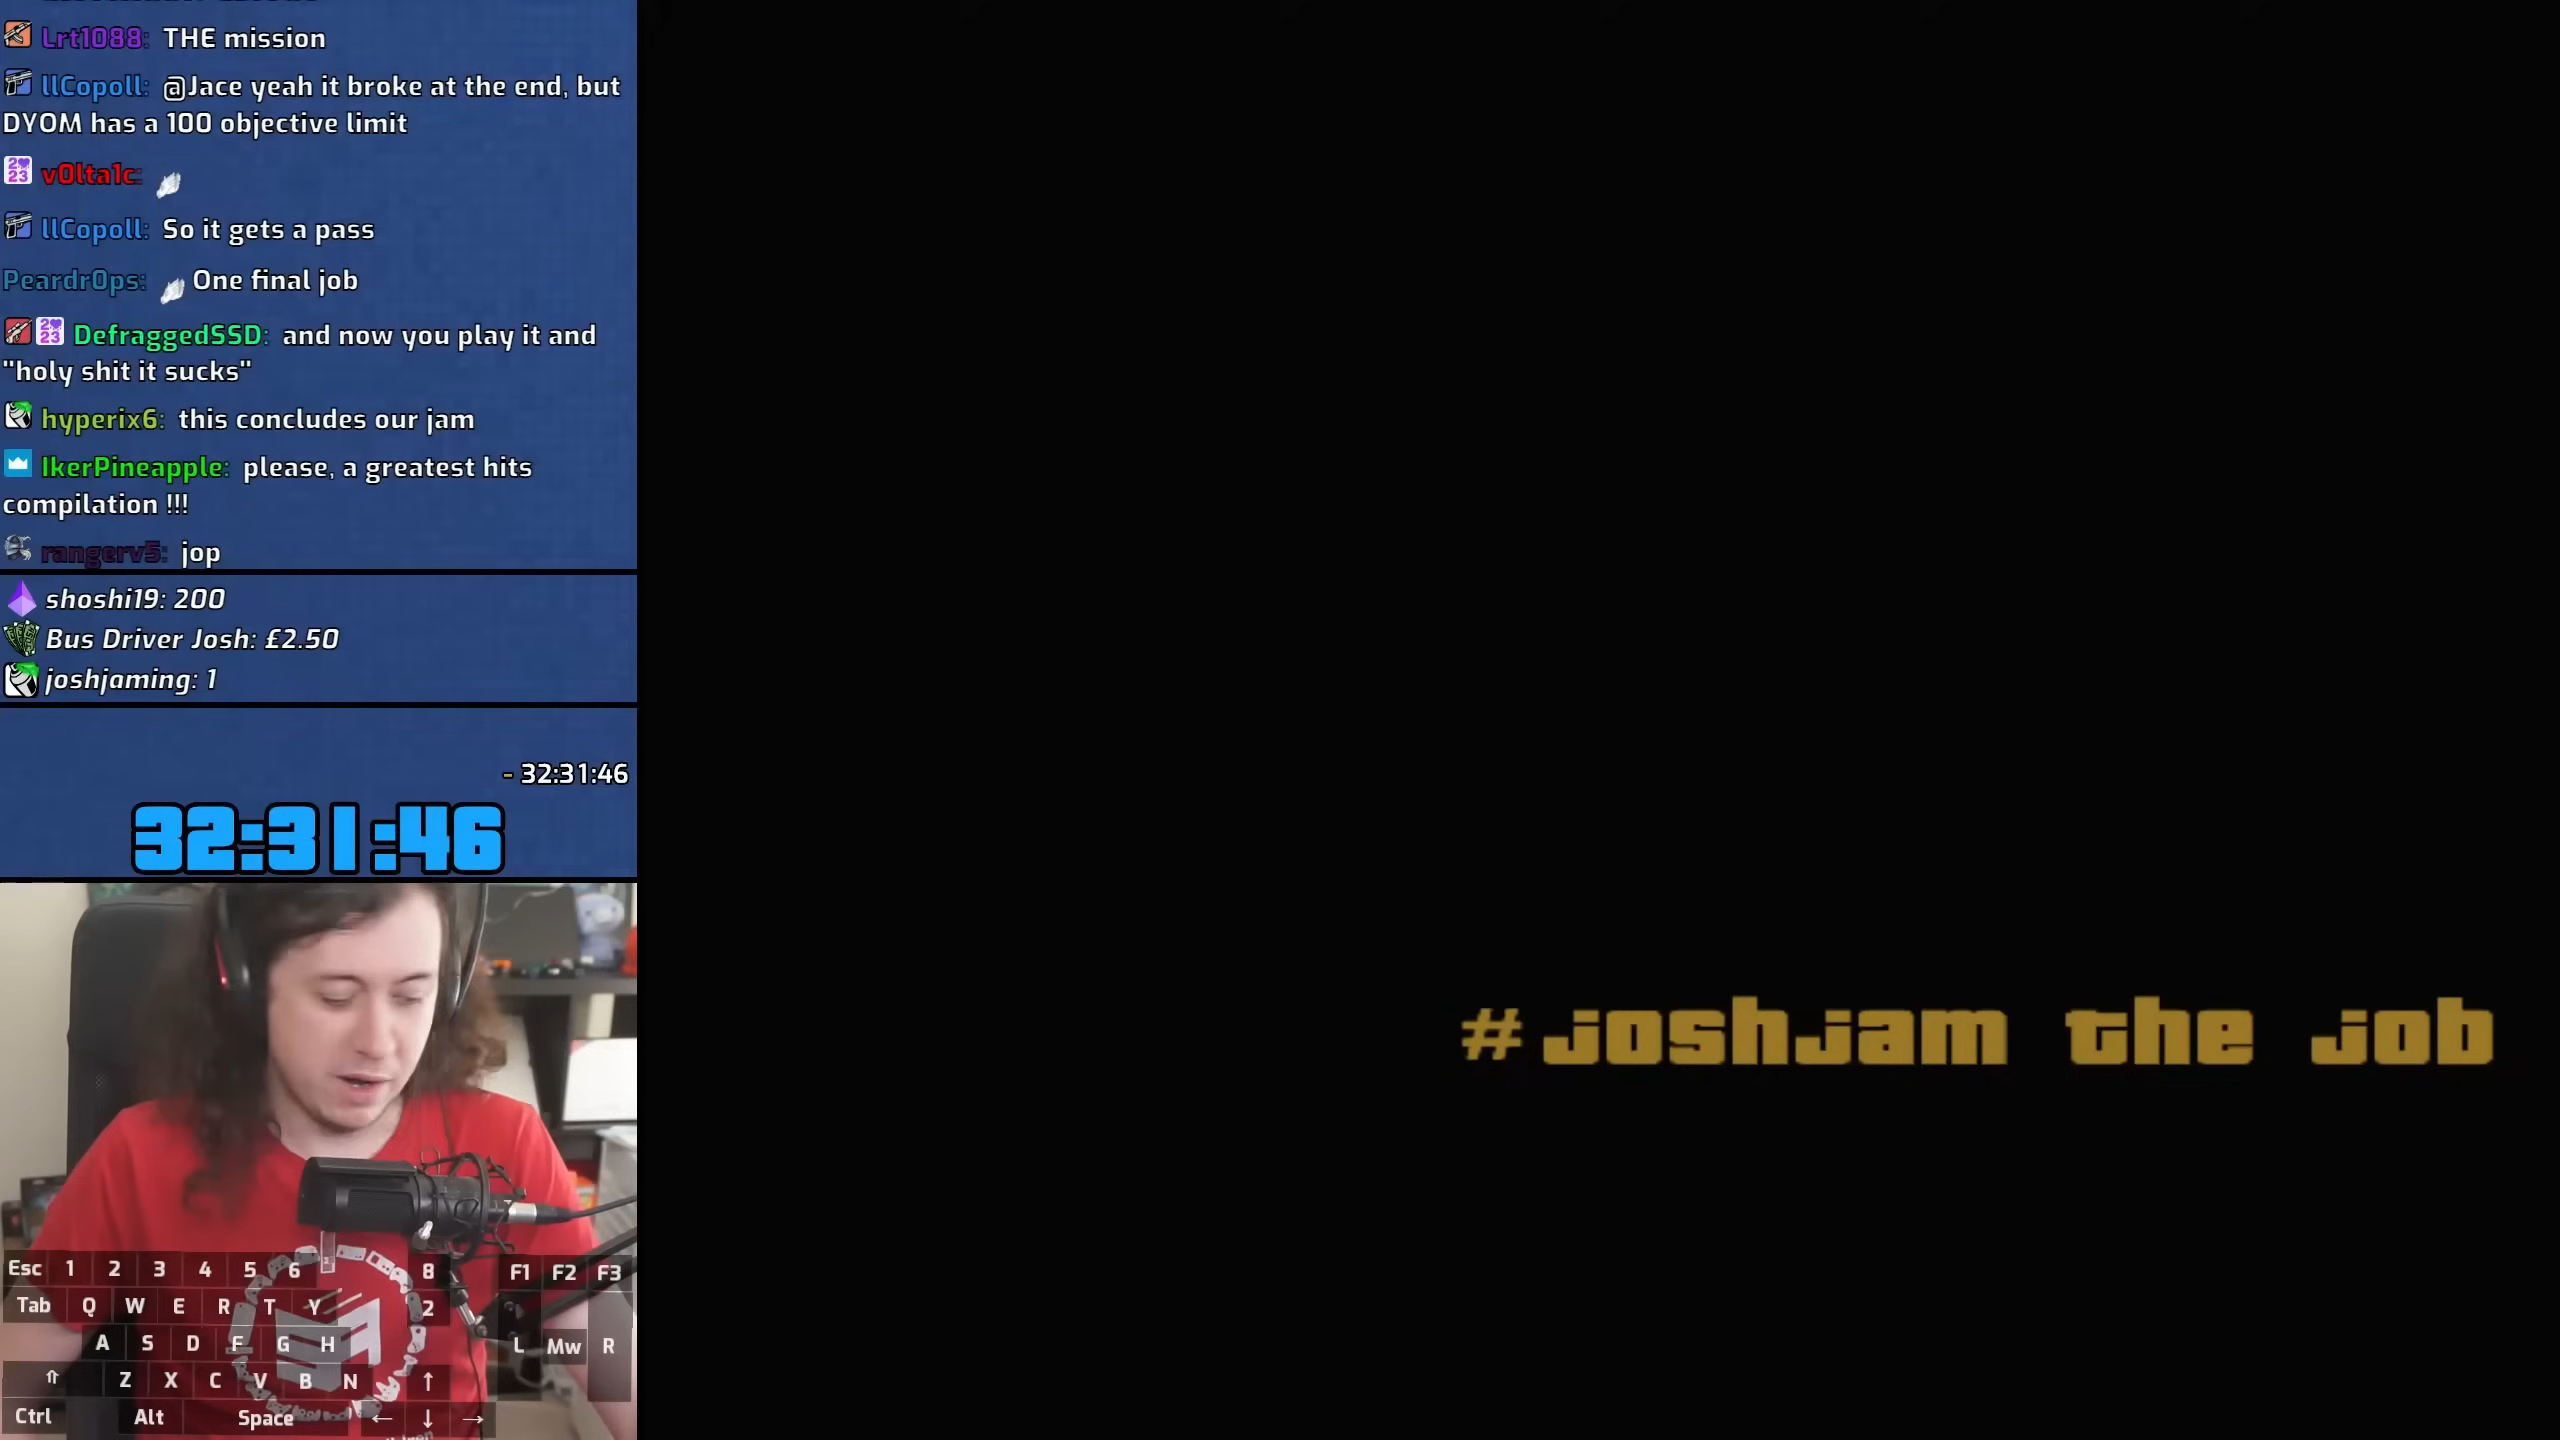 Lrt1088: THE mission
llCopoll: @Jace yeah it broke at the end, but
DYOM has a 100 objective limit
v0lta1c:
llCopoll: So it gets a pass
Peardr0ps: One final job
DefraggedSSD: and now you play it and
"holy shit it sucks"
hyperix6: this concludes our jam
IkerPineapple: please, a greatest hits
compilation !!!
rangerv5: jop
shoshi19: 200
Bus Driver Josh: £2.50
joshjaming: 1
- 32:31:46
32:31:46
#joshjam the job
Esc 1 2 3 4 5 6 8 F1 F2 F3
Tab Q W E R T Y 2
A S D F G H L Mw R
⇑ Z X C V B N ↑
Ctrl Alt Space ← ↓ →